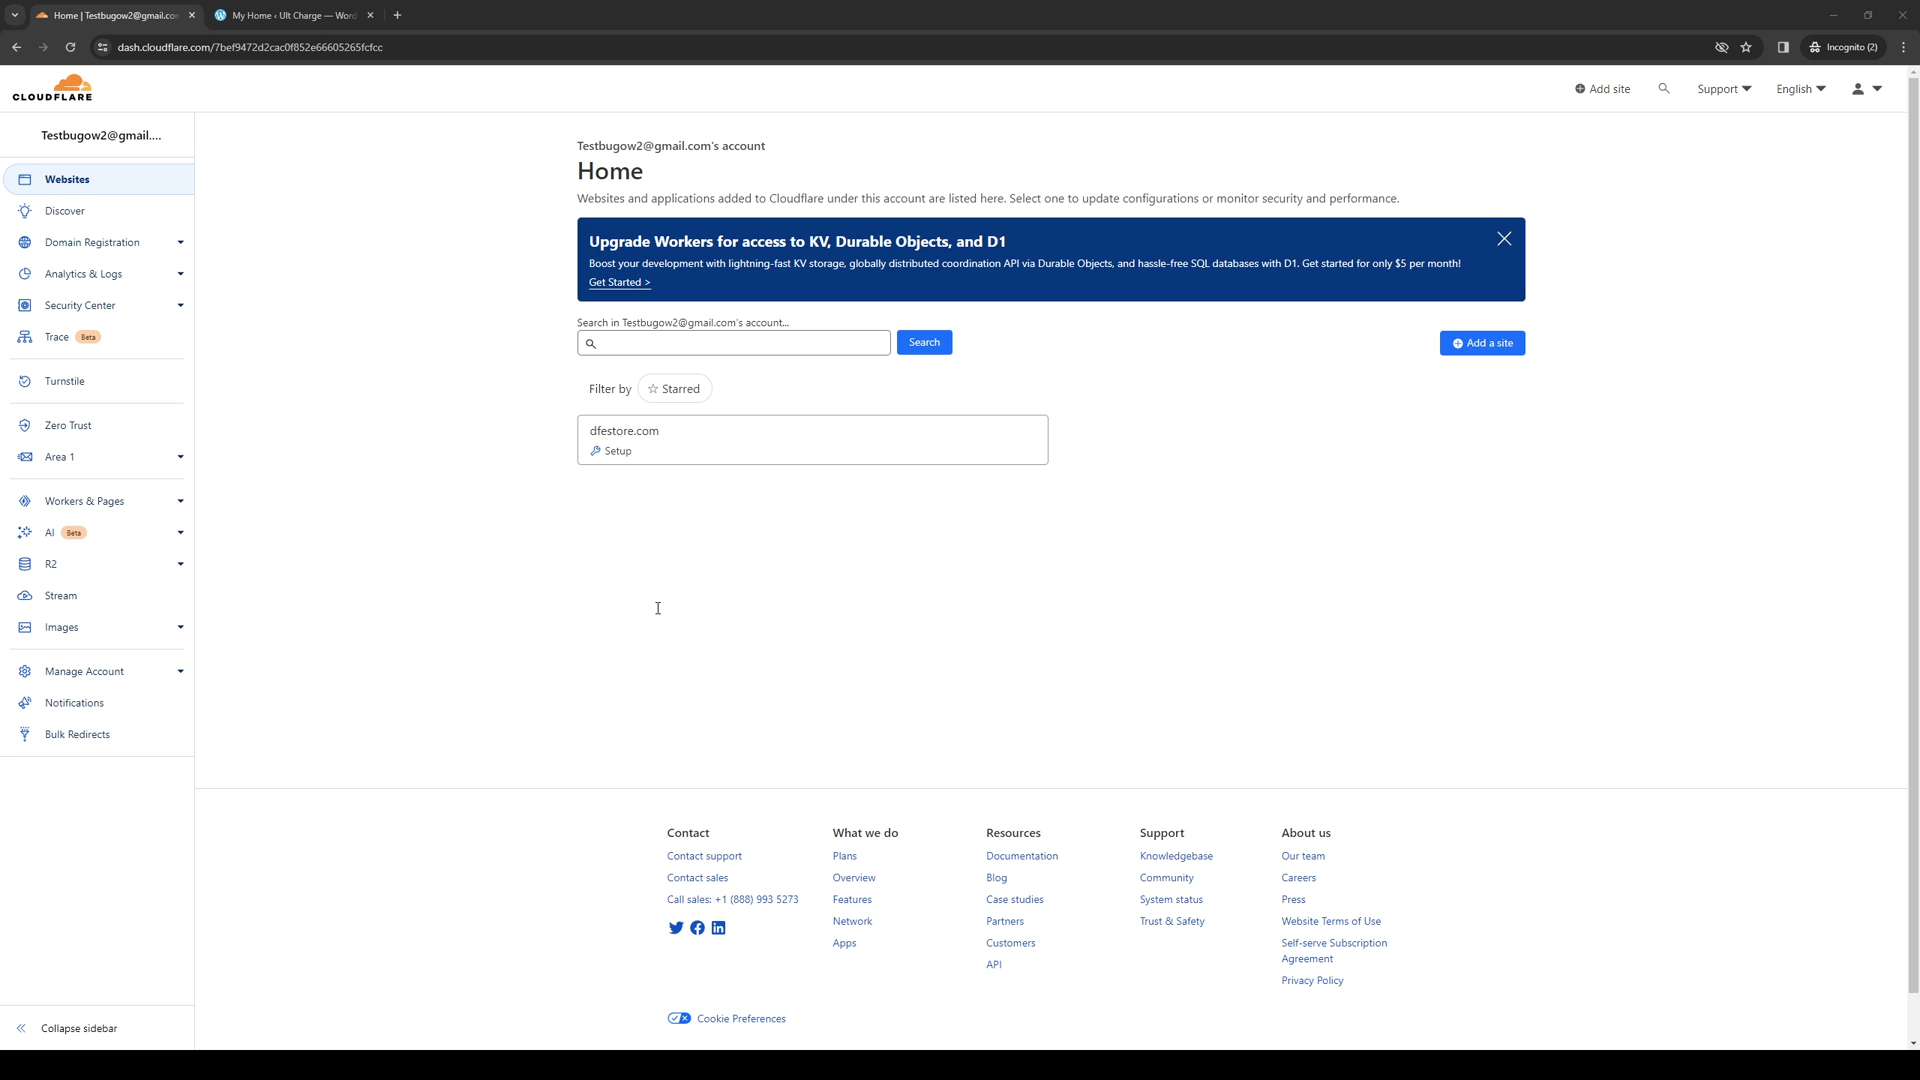 Home | Testbugow2@gmail.con
My Home ‹ Ult Charge — Word
dash.cloudflare.com/7bef9472d2cac0f852e66605265fcfcc
Incognito (2)
CLOUDFLARE
Add site
Support
English
Testbugow2@gmail....
Websites
Discover
Domain Registration
Analytics & Logs
Security Center
Trace Beta
Turnstile
Zero Trust
Area 1
Workers & Pages
AI Beta
R2
Stream
Images
Manage Account
Notifications
Bulk Redirects
Collapse sidebar
Testbugow2@gmail.com's account
Home
Websites and applications added to Cloudflare under this account are listed here. Select one to update configurations or monitor security and performance.
Upgrade Workers for access to KV, Durable Objects, and D1
Boost your development with lightning-fast KV storage, globally distributed coordination API via Durable Objects, and hassle-free SQL databases with D1. Get started for only $5 per month!
Get Started >
Search in Testbugow2@gmail.com's account...
Search
Add a site
Filter by
Starred
dfestore.com
Setup
Contact
Contact support
Contact sales
Call sales: +1 (888) 993 5273
What we do
Plans
Overview
Features
Network
Apps
Resources
Documentation
Blog
Case studies
Partners
Customers
API
Support
Knowledgebase
Community
System status
Trust & Safety
About us
Our team
Careers
Press
Website Terms of Use
Self-serve Subscription
Agreement
Privacy Policy
Cookie Preferences